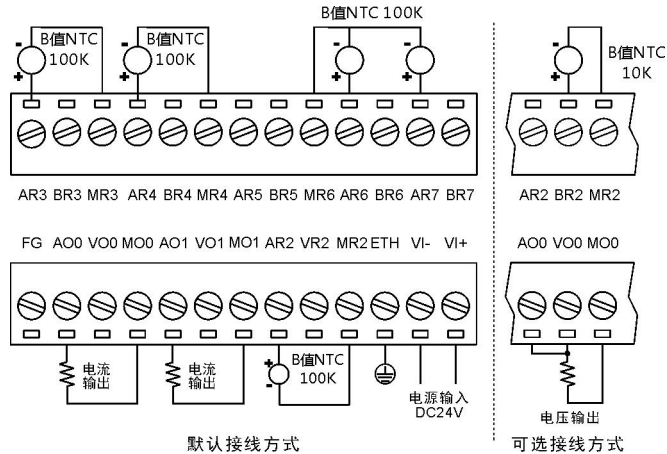 B值NTC
100K
B值NTC
100K
B值NTC 100K
B值NTC
10K
- + - + - + - + - +
AR3 BR3 MR3 AR4 BR4 MR4 AR5 BR5 MR6 AR6 BR6 AR7 BR7
AR2 BR2 MR2
FG AO0 VO0 MO0 AO1 VO1 MO1 AR2 VR2 MR2 ETH VI- VI+
AO0 VO0 MO0
电流
输出
电流
输出
+ -
B值NTC
100K
电源输入
DC24V
电压输出
默认接线方式
可选接线方式